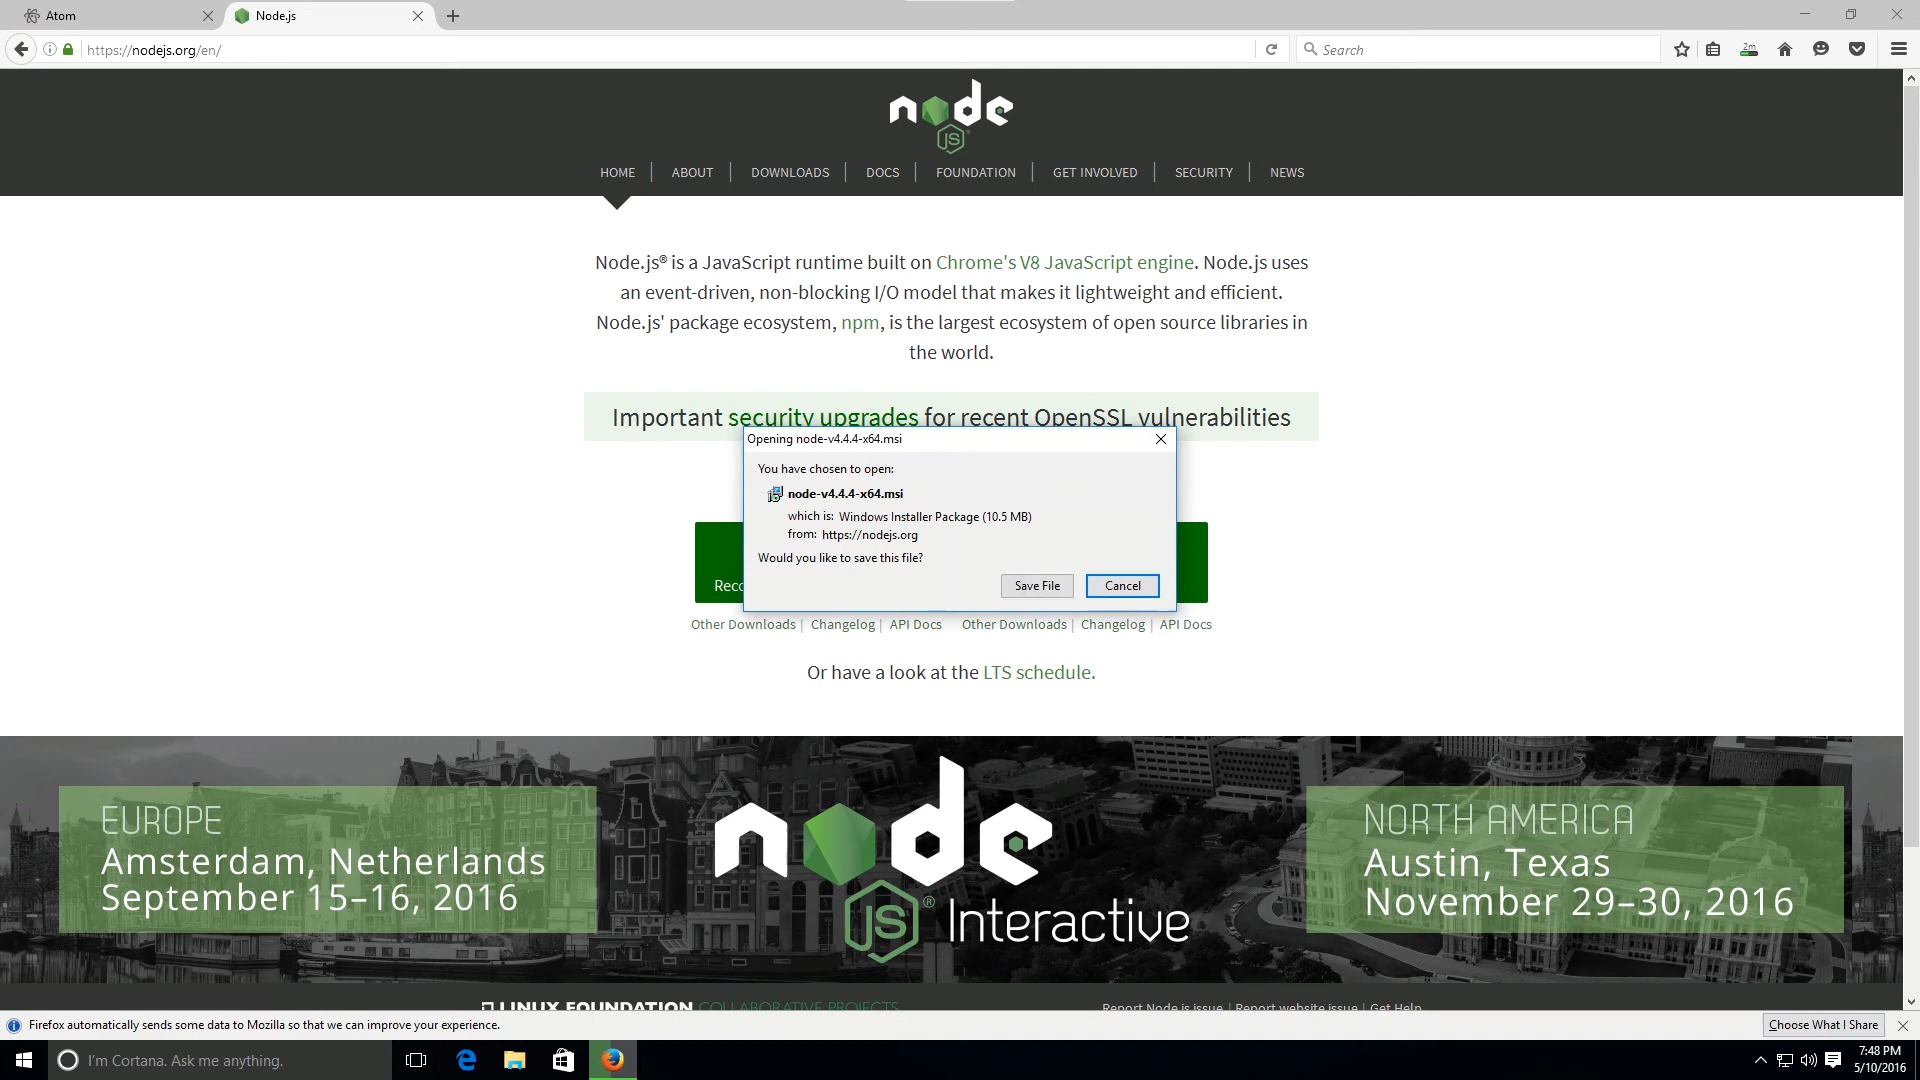 Atom
Node.js
https://nodejs.org/en/
Search
2m
node
JS
HOME
ABOUT
DOWNLOADS
DOCS
FOUNDATION
GET INVOLVED
SECURITY
NEWS
Node.js® is a JavaScript runtime built on Chrome's V8 JavaScript engine. Node.js uses
an event-driven, non-blocking I/O model that makes it lightweight and efficient.
Node.js' package ecosystem, npm, is the largest ecosystem of open source libraries in
the world.
Important security upgrades for recent OpenSSL vulnerabilities
Opening node-v4.4.4-x64.msi
You have chosen to open:
node-v4.4.4-x64.msi
which is: Windows Installer Package (10.5 MB)
from: https://nodejs.org
Would you like to save this file?
Save File
Cancel
Other Downloads | Changelog | API Docs
Other Downloads | Changelog | API Docs
Or have a look at the LTS schedule.
EUROPE
Amsterdam, Netherlands
September 15–16, 2016
node
JS® Interactive
NORTH AMERICA
Austin, Texas
November 29–30, 2016
LINUX FOUNDATION COLLABORATIVE PROJECTS
Report Node.js issue | Report website issue | Get Help
Firefox automatically sends some data to Mozilla so that we can improve your experience.
Choose What I Share
I'm Cortana. Ask me anything.
7:48 PM
5/10/2016